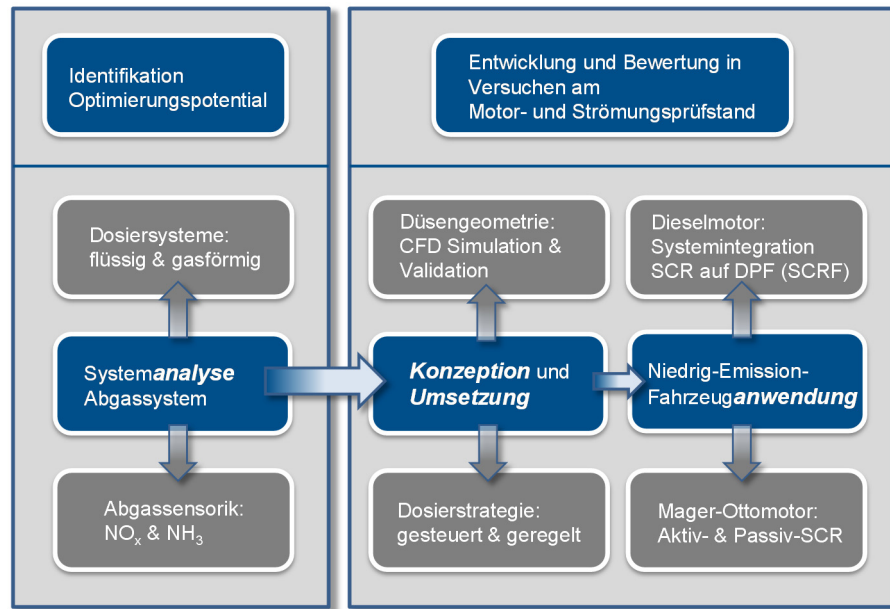 Identifikation
Optimierungspotential
Entwicklung und Bewertung in
Versuchen am
Motor- und Strömungsprüfstand
Dosiersysteme:
flüssig & gasförmig
Düsengeometrie:
CFD Simulation &
Validation
Dieselmotor:
Systemintegration
SCR auf DPF (SCRF)
Systemanalyse
Abgassystem
Konzeption und
Umsetzung
Niedrig-Emission-
Fahrzeuganwendung
Abgassensorik:
NOx & NH3
Dosierstrategie:
gesteuert & geregelt
Mager-Ottomotor:
Aktiv- & Passiv-SCR